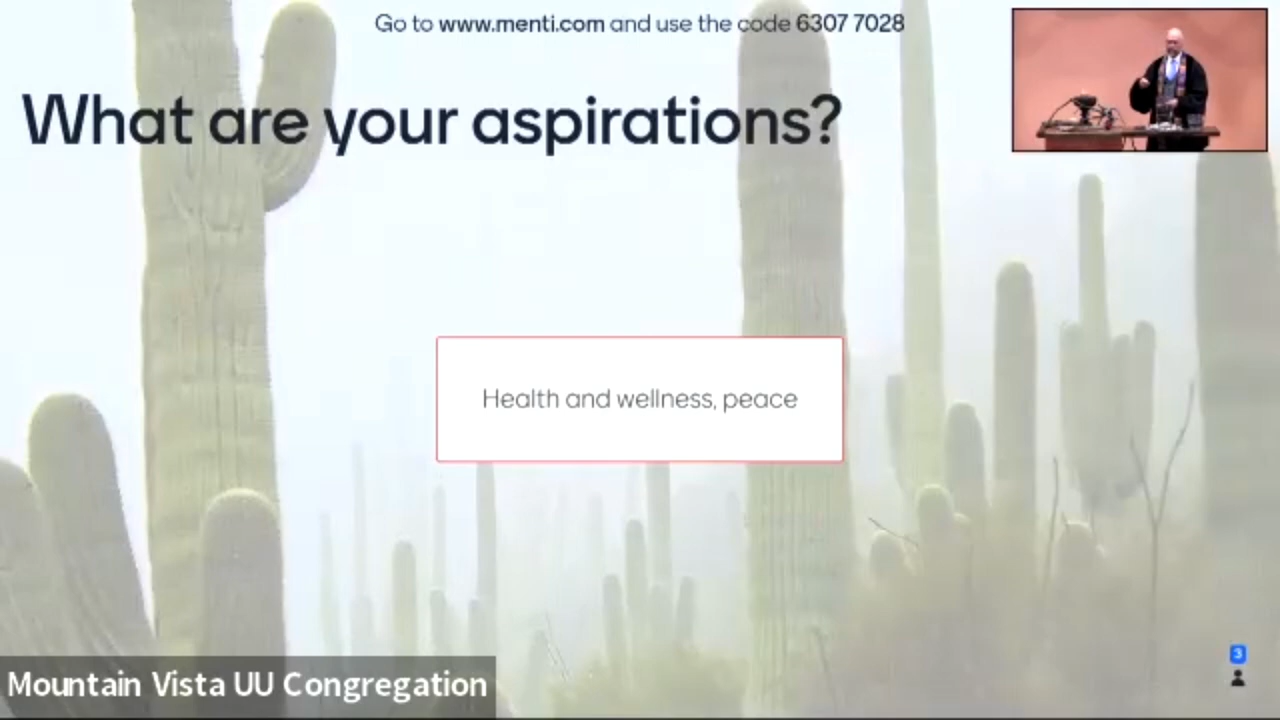 Go to www.menti.com and use the code 6307 7028
What are your aspirations?
Health and wellness, peace
3
Mountain Vista UU Congregation